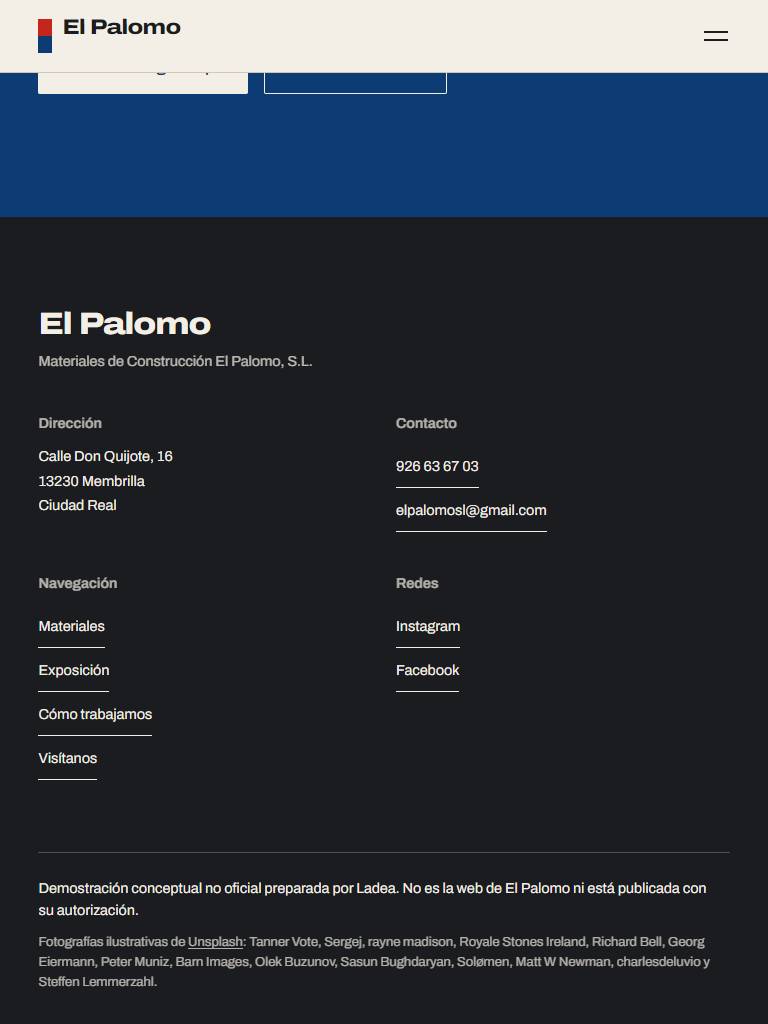 El Palomo
El Palomo
Materiales de Construcción El Palomo, S.L.
Dirección
Calle Don Quijote, 16
13230 Membrilla
Ciudad Real
Contacto
926 63 67 03
elpalomosl@gmail.com
Navegación
Materiales
Exposición
Cómo trabajamos
Visítanos
Redes
Instagram
Facebook
Demostración conceptual no oficial preparada por Ladea. No es la web de El Palomo ni está publicada con
su autorización.
Fotografías ilustrativas de Unsplash: Tanner Vote, Sergej, rayne madison, Royale Stones Ireland, Richard Bell, Georg
Eiermann, Peter Muniz, Barn Images, Olek Buzunov, Sasun Bughdaryan, Solømen, Matt W Newman, charlesdeluvio y
Steffen Lemmerzahl.